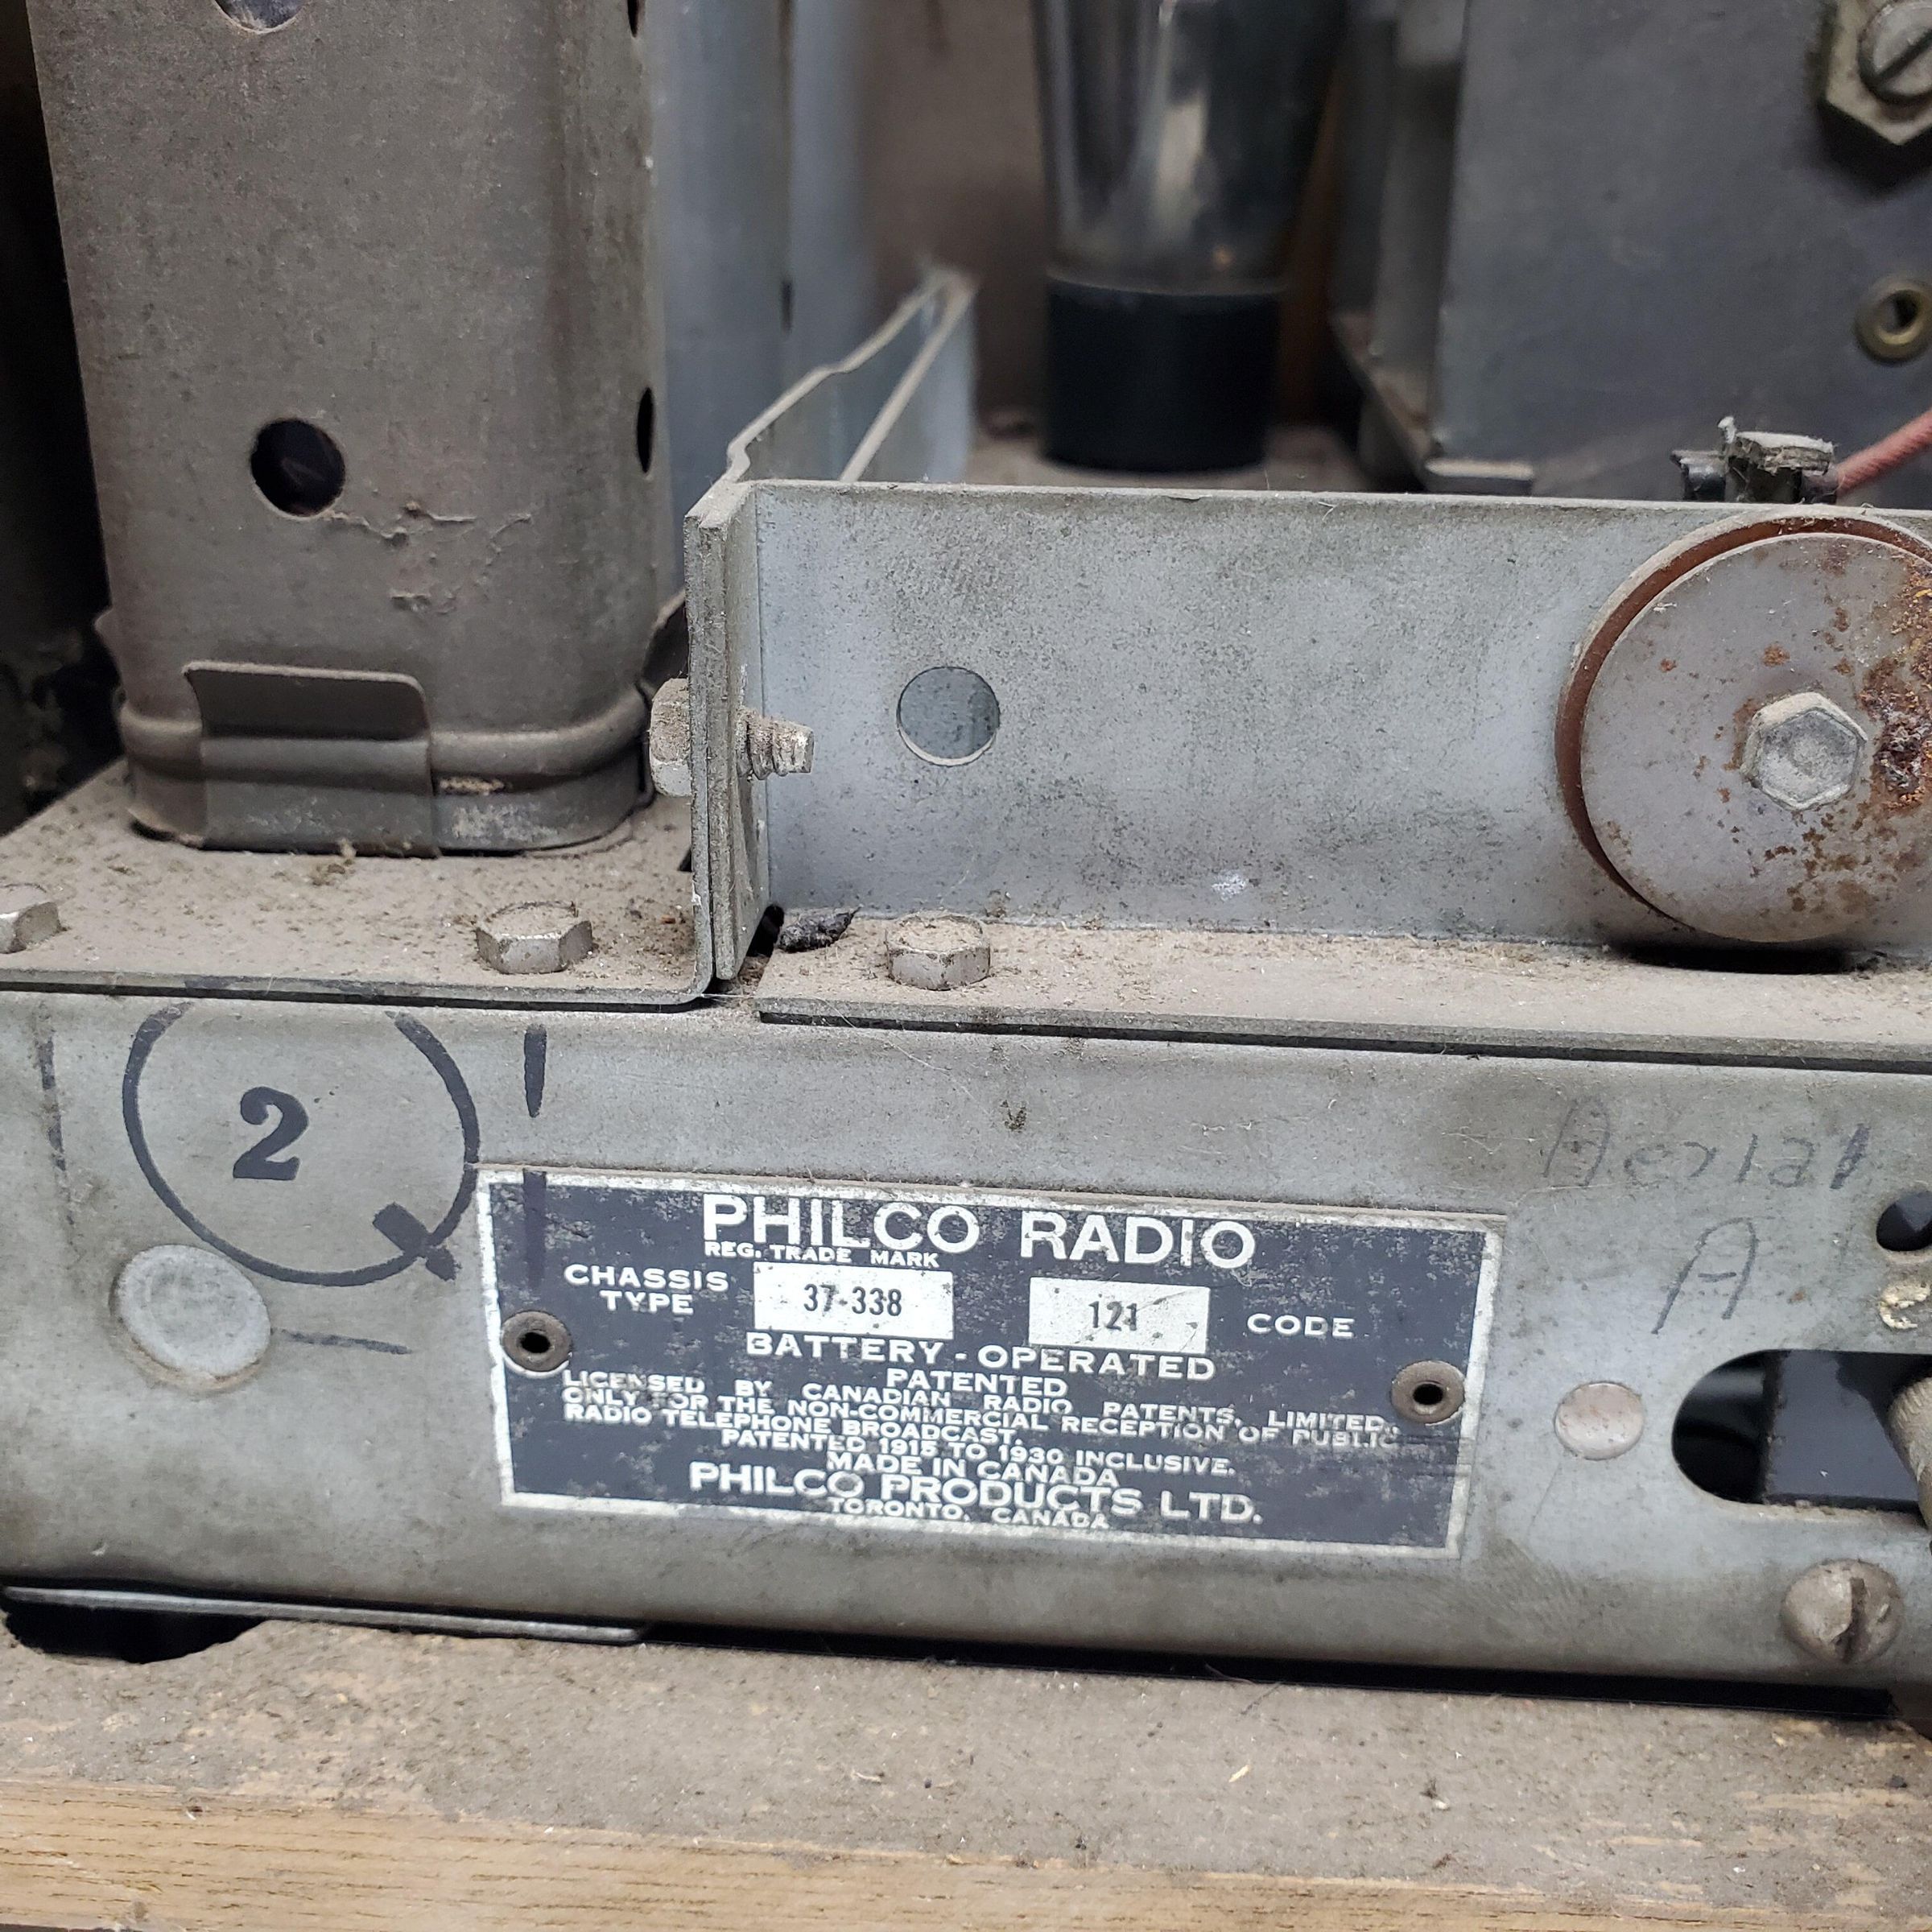 2
PHILCO RADIO
REG. TRADE MARK
CHASSIS TYPE 37-338 121 CODE
BATTERY-OPERATED
PATENTED
LICENSED BY CANADIAN RADIO PATENTS, LIMITED,
ONLY FOR THE NON-COMMERCIAL RECEPTION OF PUBLIC
RADIO TELEPHONE BROADCAST.
PATENTED 1915 TO 1930 INCLUSIVE.
MADE IN CANADA
PHILCO PRODUCTS LTD.
TORONTO, CANADA
Aerial
A